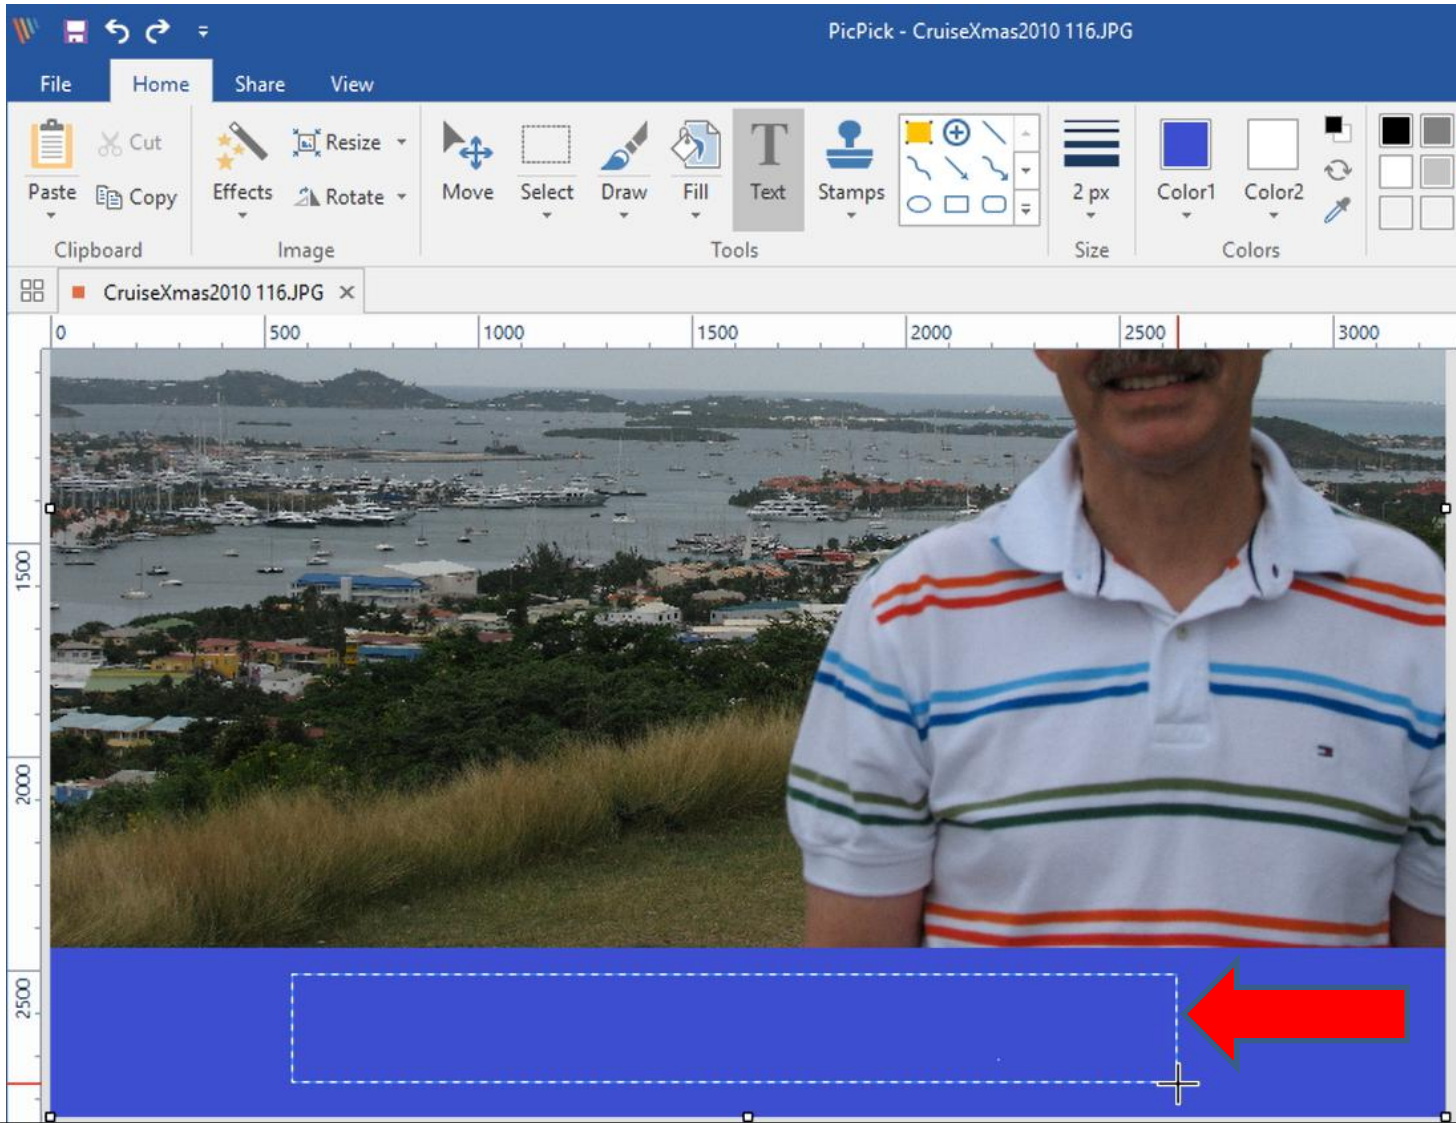 PicPick - CruiseXmas2010 116.JPG
File Home Share View
Cut
Resize
Paste Copy Effects Rotate Move Select Draw Fill Text Stamps 2 px Color1 Color2
Clipboard Image Tools Size Colors
CruiseXmas2010 116.JPG
0 500 1000 1500 2000 2500 3000
1500
2000
2500